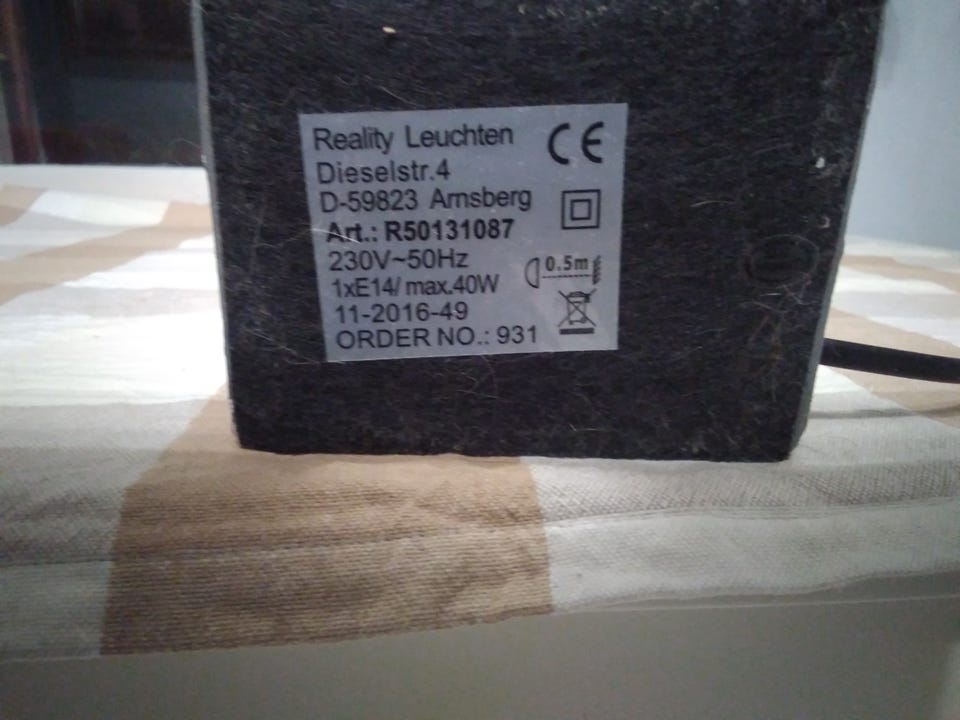 Reality Leuchten
CE
Dieselstr.4
D-59823 Arnsberg
Art.: R50131087
230V~50Hz
0.5m
1xE14/ max.40W
11-2016-49
ORDER NO.: 931